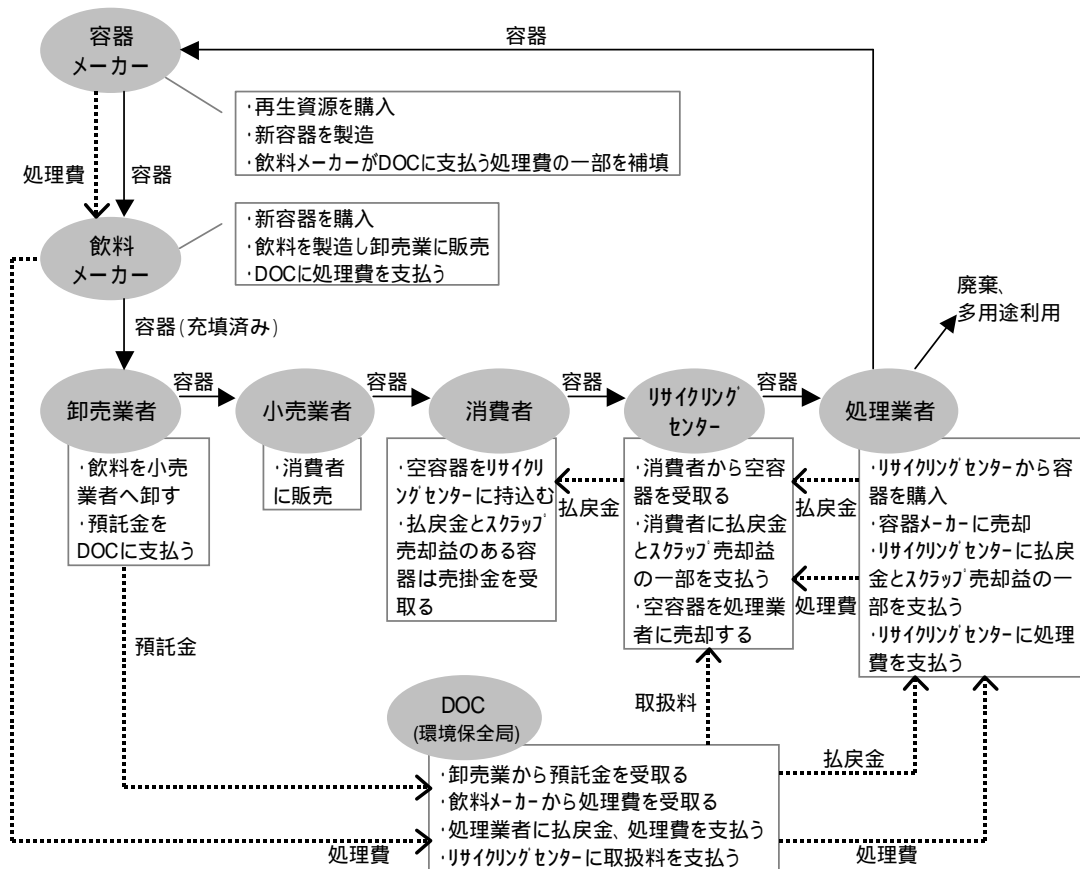 容器
容器
メーカー
・再生資源を購入
・新容器を製造
・飲料メーカーがDOCに支払う処理費の一部を補填
処理費
容器
・新容器を購入
・飲料を製造し卸売業に販売
・DOCに処理費を支払う
飲料
メーカー
廃棄、
多用途利用
容器(充填済み)
容器
容器
容器
容器
卸売業者
小売業者
消費者
リサイクリング
センター
処理業者
・飲料を小売
業者へ卸す
・預託金を
DOCに支払う
・消費者
に販売
・空容器をリサイクリ
ングセンターに持込む
・払戻金とスクラップ
売却益のある容
器は売掛金を受
取る
払戻金
・消費者から空容
器を受取る
・消費者に払戻金
とスクラップ売却益
の一部を支払う
・空容器を処理業
者に売却する
払戻金
処理費
・リサイクリングセンターから容
器を購入
・容器メーカーに売却
・リサイクリングセンターに払戻
金とスクラップ売却益の一
部を支払う
・リサイクリングセンターに処理
費を支払う
預託金
取扱料
DOC
(環境保全局)
払戻金
・卸売業から預託金を受取る
・飲料メーカーから処理費を受取る
・処理業者に払戻金、処理費を支払う
・リサイクリングセンターに取扱料を支払う
処理費
処理費